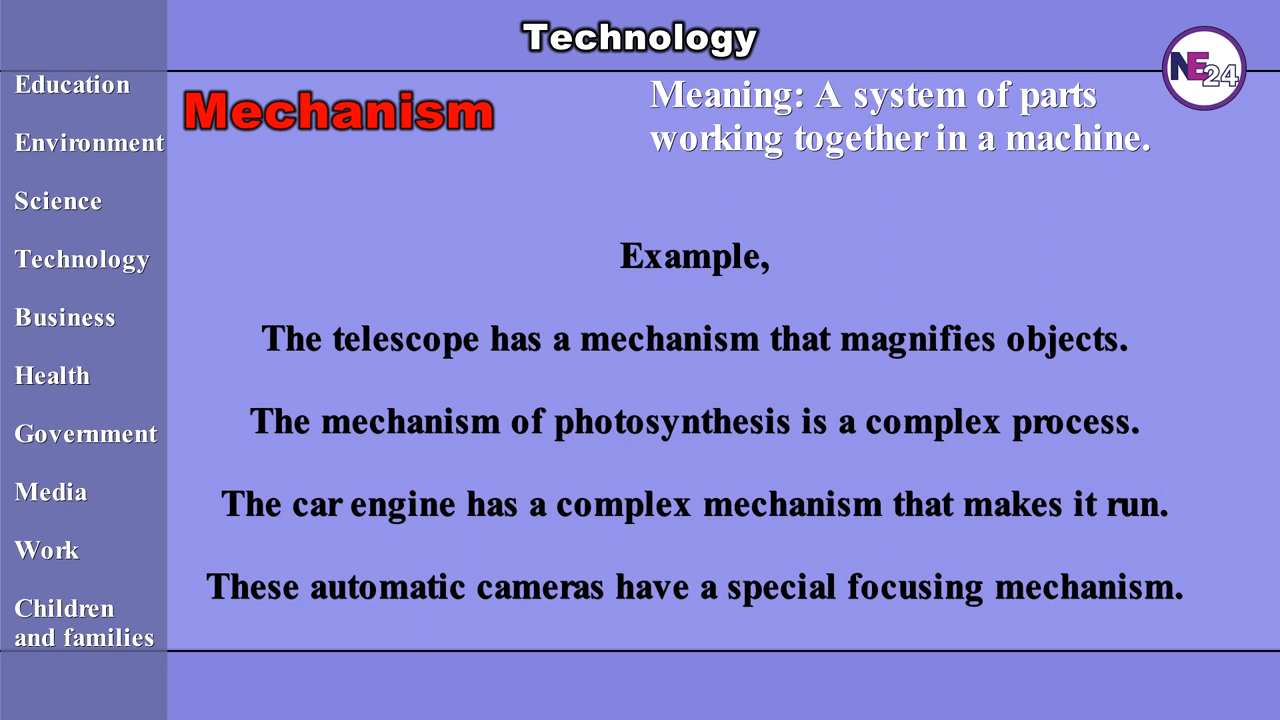 Technology
NE24
Education
Environment
Science
Technology
Business
Health
Government
Media
Work
Children
and families
Mechanism
Meaning: A system of parts
working together in a machine.
Example,
The telescope has a mechanism that magnifies objects.
The mechanism of photosynthesis is a complex process.
The car engine has a complex mechanism that makes it run.
These automatic cameras have a special focusing mechanism.